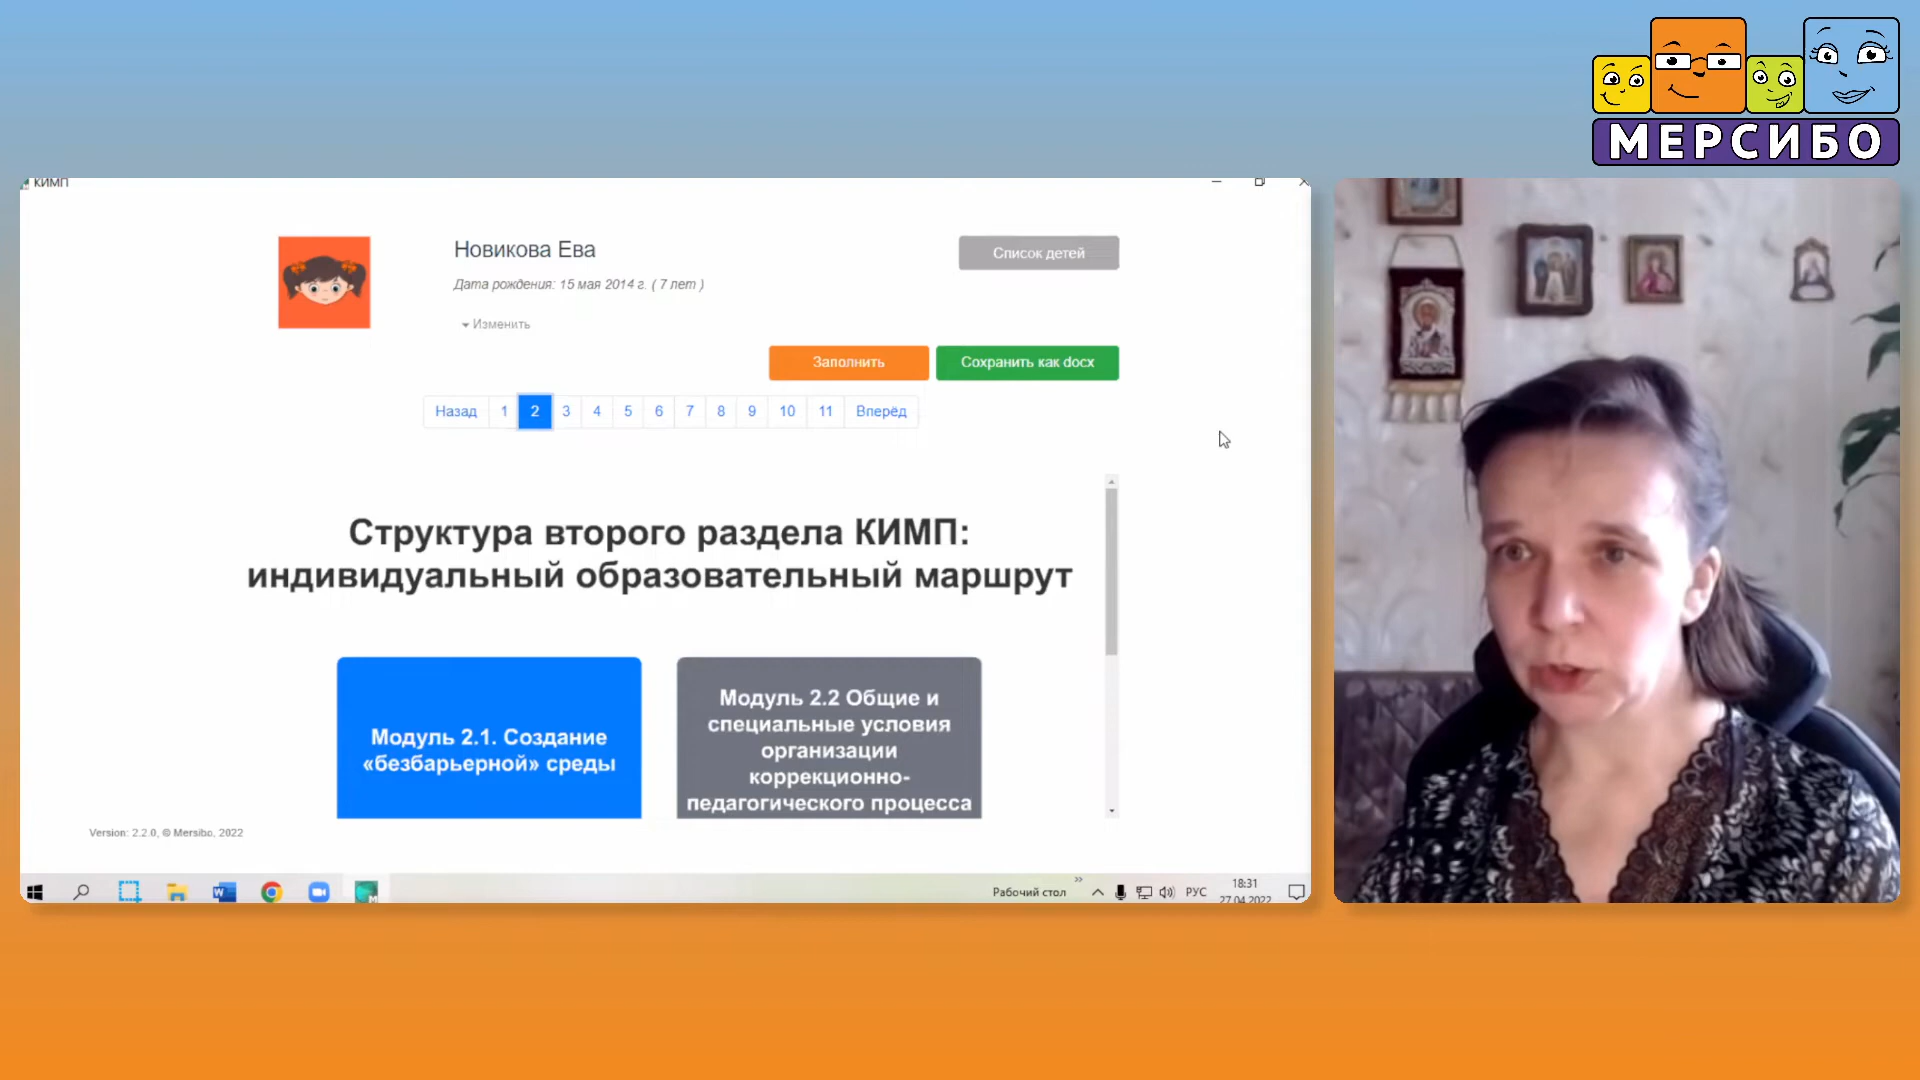 МЕРСИБО
КИМП
Новикова Ева
Список детей
Дата рождения: 15 мая 2014 г. ( 7 лет )
Изменить
Заполнить
Сохранить как docx
Назад 1 2 3 4 5 6 7 8 9 10 11 Вперёд
Структура второго раздела КИМП:
индивидуальный образовательный маршрут
Модуль 2.1. Создание
«безбарьерной» среды
Модуль 2.2 Общие и
специальные условия
организации
коррекционно-
педагогического процесса
Version: 2.2.0, © Mersibo, 2022
Рабочий стол
РУС
18:31
27.04.2022